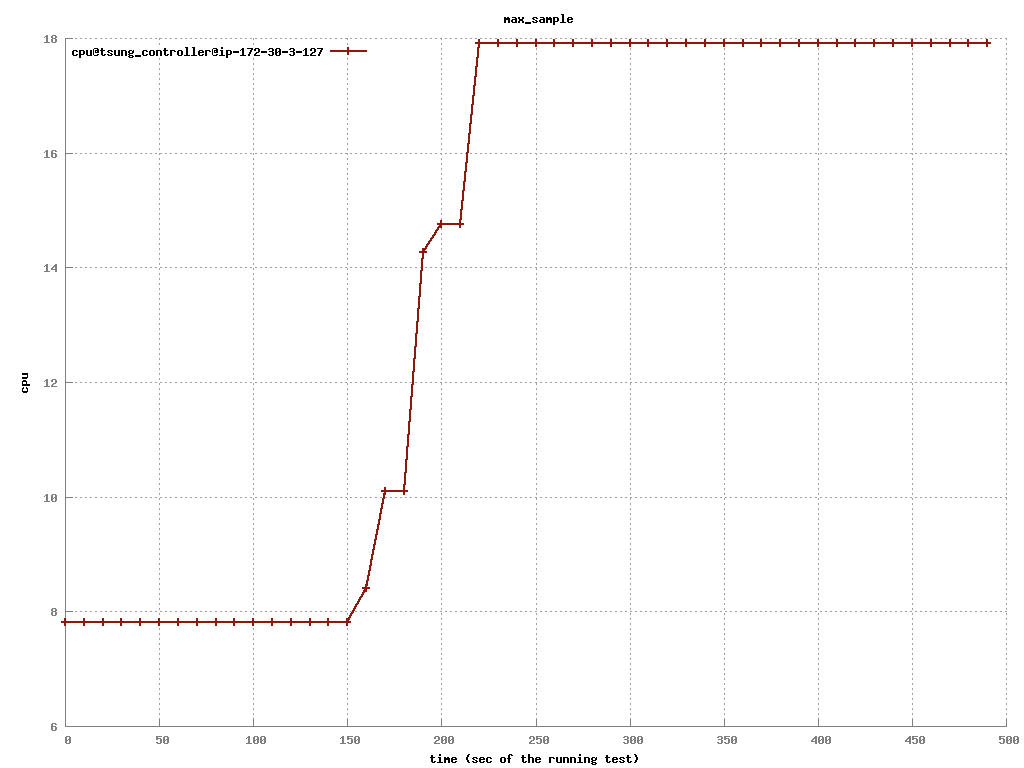 max_sample
cpu@tsung_controller@ip-172-30-3-127
18
16
14
12
10
8
6
cpu
0 50 100 150 200 250 300 350 400 450 500
time (sec of the running test)